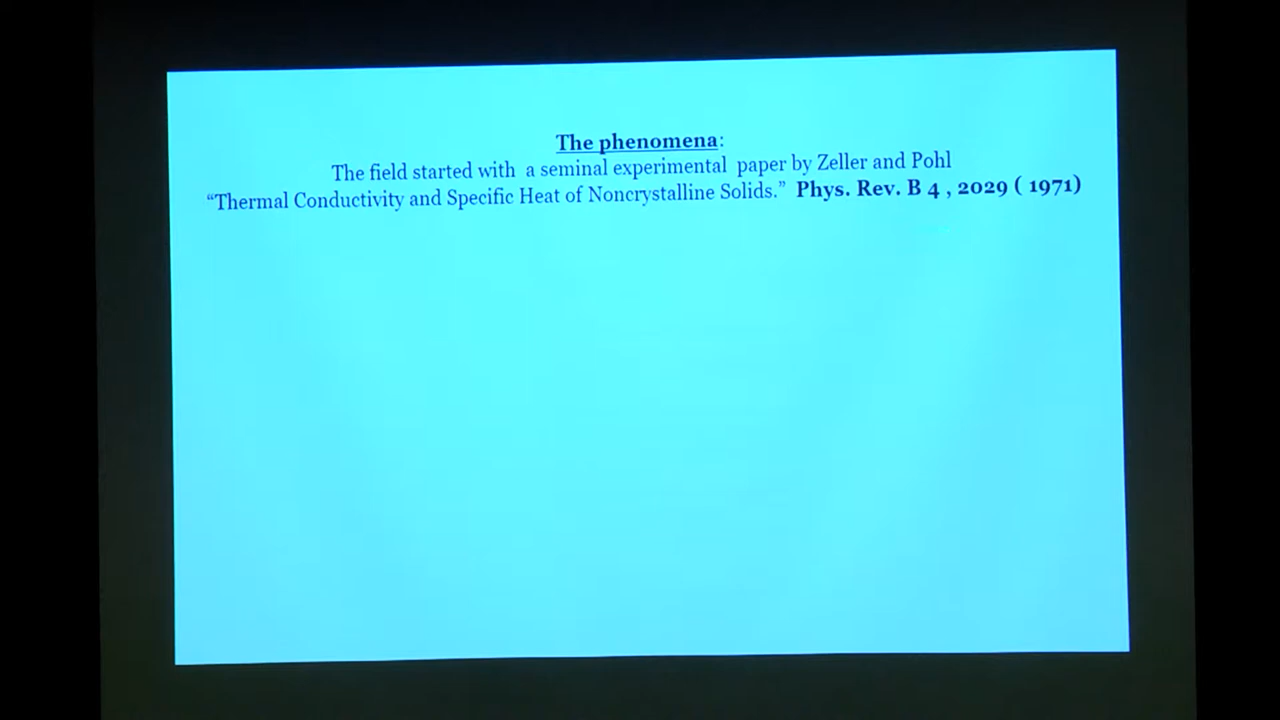 The phenomena:
The field started with a seminal experimental paper by Zeller and Pohl
“Thermal Conductivity and Specific Heat of Noncrystalline Solids.” Phys. Rev. B 4 , 2029 ( 1971)